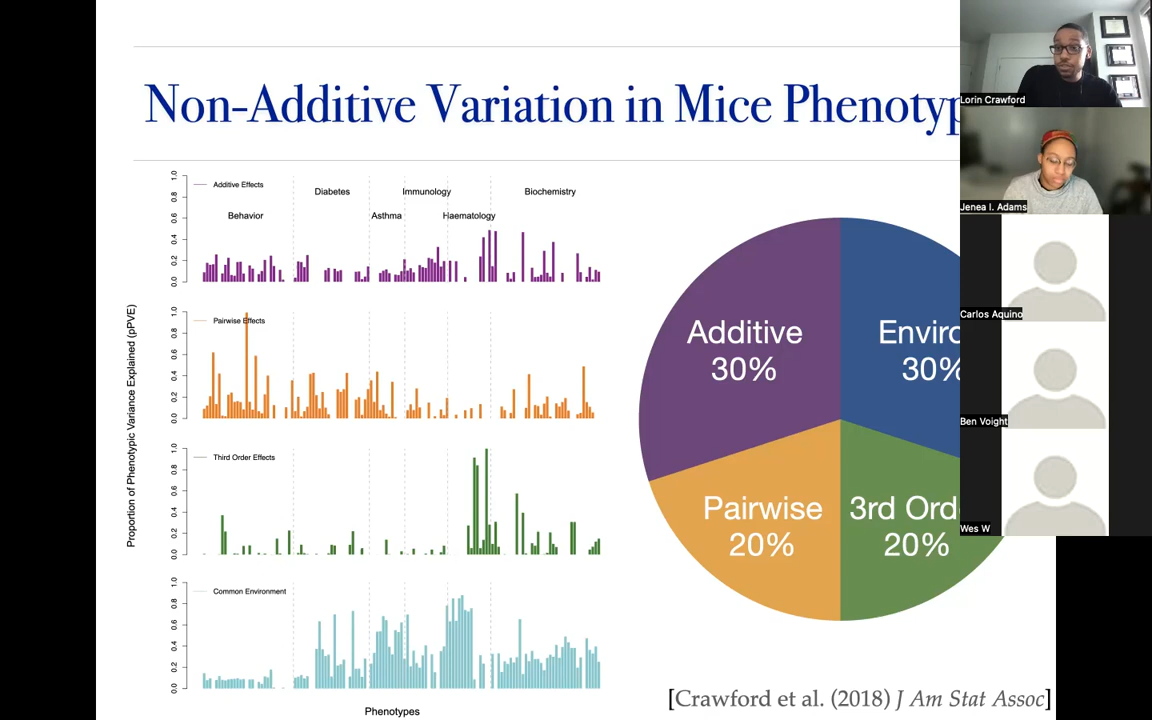 Non-Additive Variation in Mice Phenotyp
Lorin Crawford
Jenea I. Adams
Carlos Aquino
Ben Voight
Wes W
Proportion of Phenotypic Variance Explained (pPVE)
Additive Effects
Behavior
Diabetes
Asthma
Immunology
Haematology
Biochemistry
1.0
0.8
0.6
0.4
0.2
0.0
Pairwise Effects
1.0
0.8
0.6
0.4
0.2
0.0
Third Order Effects
1.0
0.8
0.6
0.4
0.2
0.0
Common Environment
1.0
0.8
0.6
0.4
0.2
0.0
Phenotypes
Additive
30%
Enviro
30%
Pairwise
20%
3rd Ord
20%
[Crawford et al. (2018) J Am Stat Assoc]